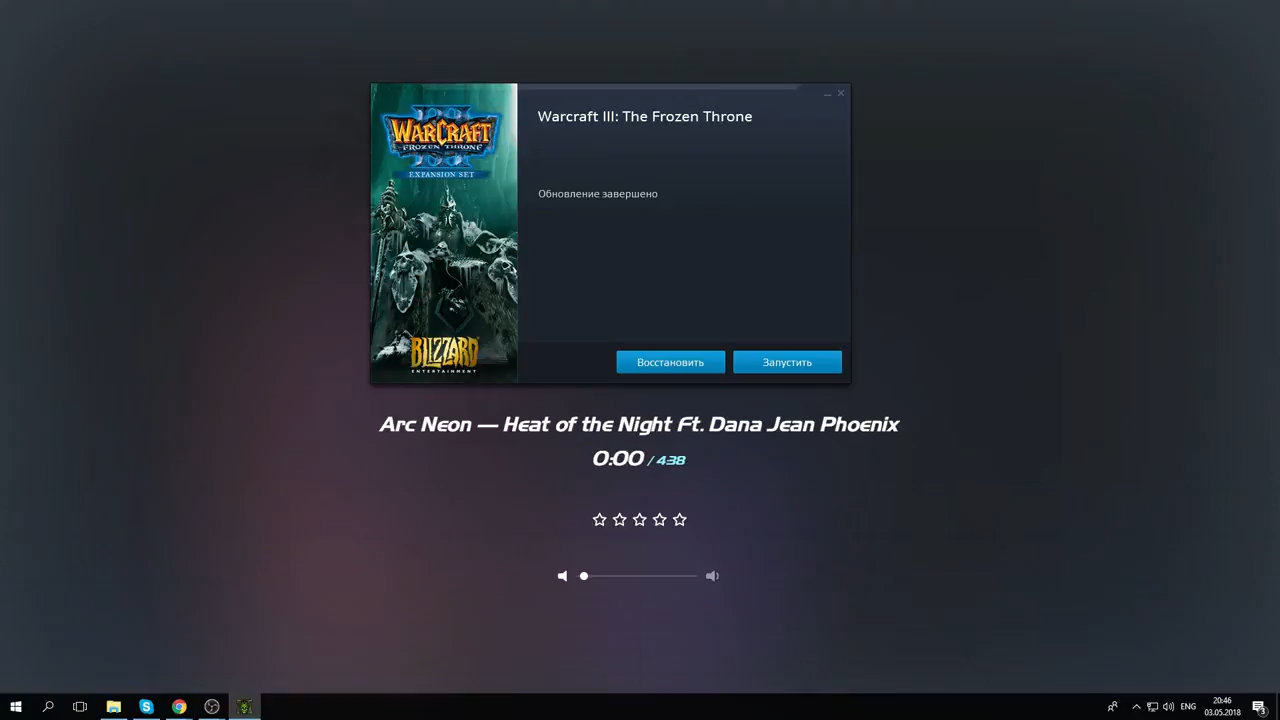 WARCRAFT
FROZEN THRONE
EXPANSION SET
BLIZZARD
ENTERTAINMENT
Warcraft III: The Frozen Throne
Обновление завершено
Восстановить
Запустить
Arc Neon — Heat of the Night Ft. Dana Jean Phoenix
0:00 / 4:38
ENG
20:46
03.05.2018
3